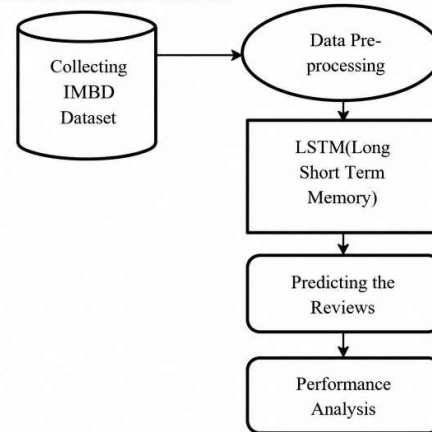 Collecting
IMBD
Dataset
Data Pre-
processing
LSTM(Long
Short Term
Memory)
Predicting the
Reviews
Performance
Analysis